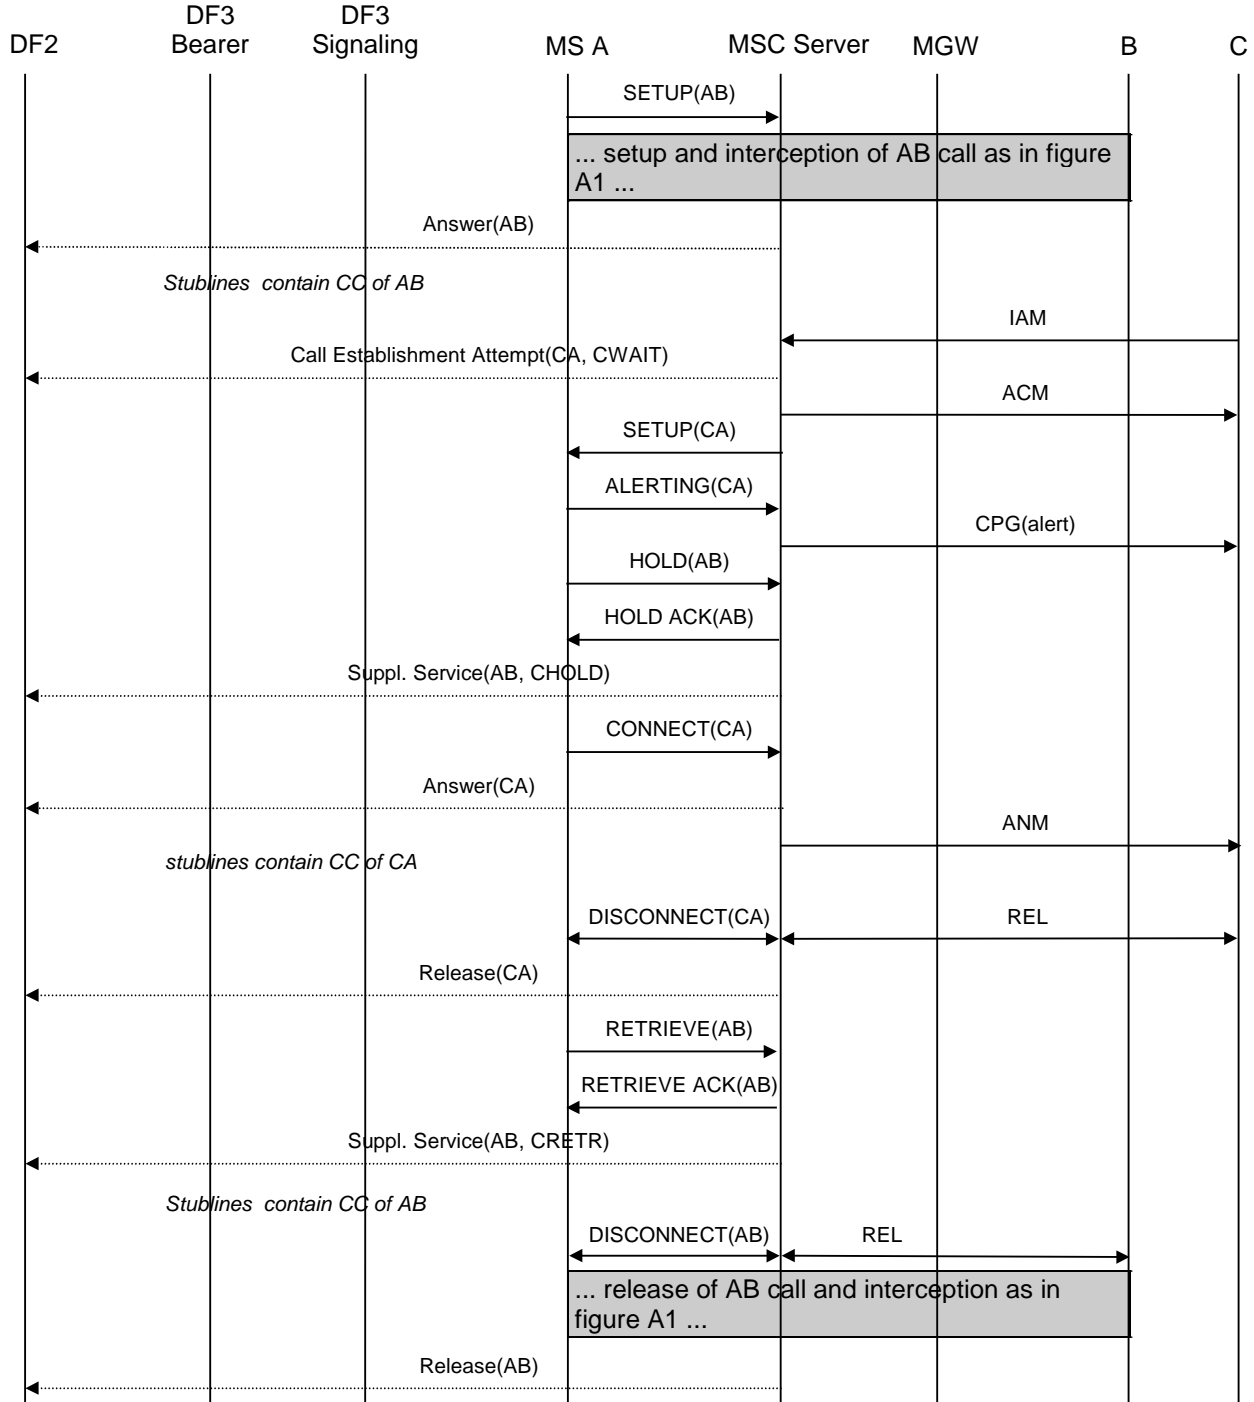 DF2
DF3
Bearer
DF3
Signaling
MS A
MSC Server
MGW
B
C
SETUP(AB)
... setup and interception of AB call as in figure
A1 ...
Answer(AB)
Stublines  contain CC of AB
IAM
Call Establishment Attempt(CA, CWAIT)
ACM
SETUP(CA)
ALERTING(CA)
CPG(alert)
HOLD(AB)
HOLD ACK(AB)
Suppl. Service(AB, CHOLD)
CONNECT(CA)
Answer(CA)
ANM
stublines contain CC of CA
DISCONNECT(CA)
REL
Release(CA)
RETRIEVE(AB)
RETRIEVE ACK(AB)
Suppl. Service(AB, CRETR)
Stublines  contain CC of AB
DISCONNECT(AB)
REL
... release of AB call and interception as in
figure A1 ...
Release(AB)